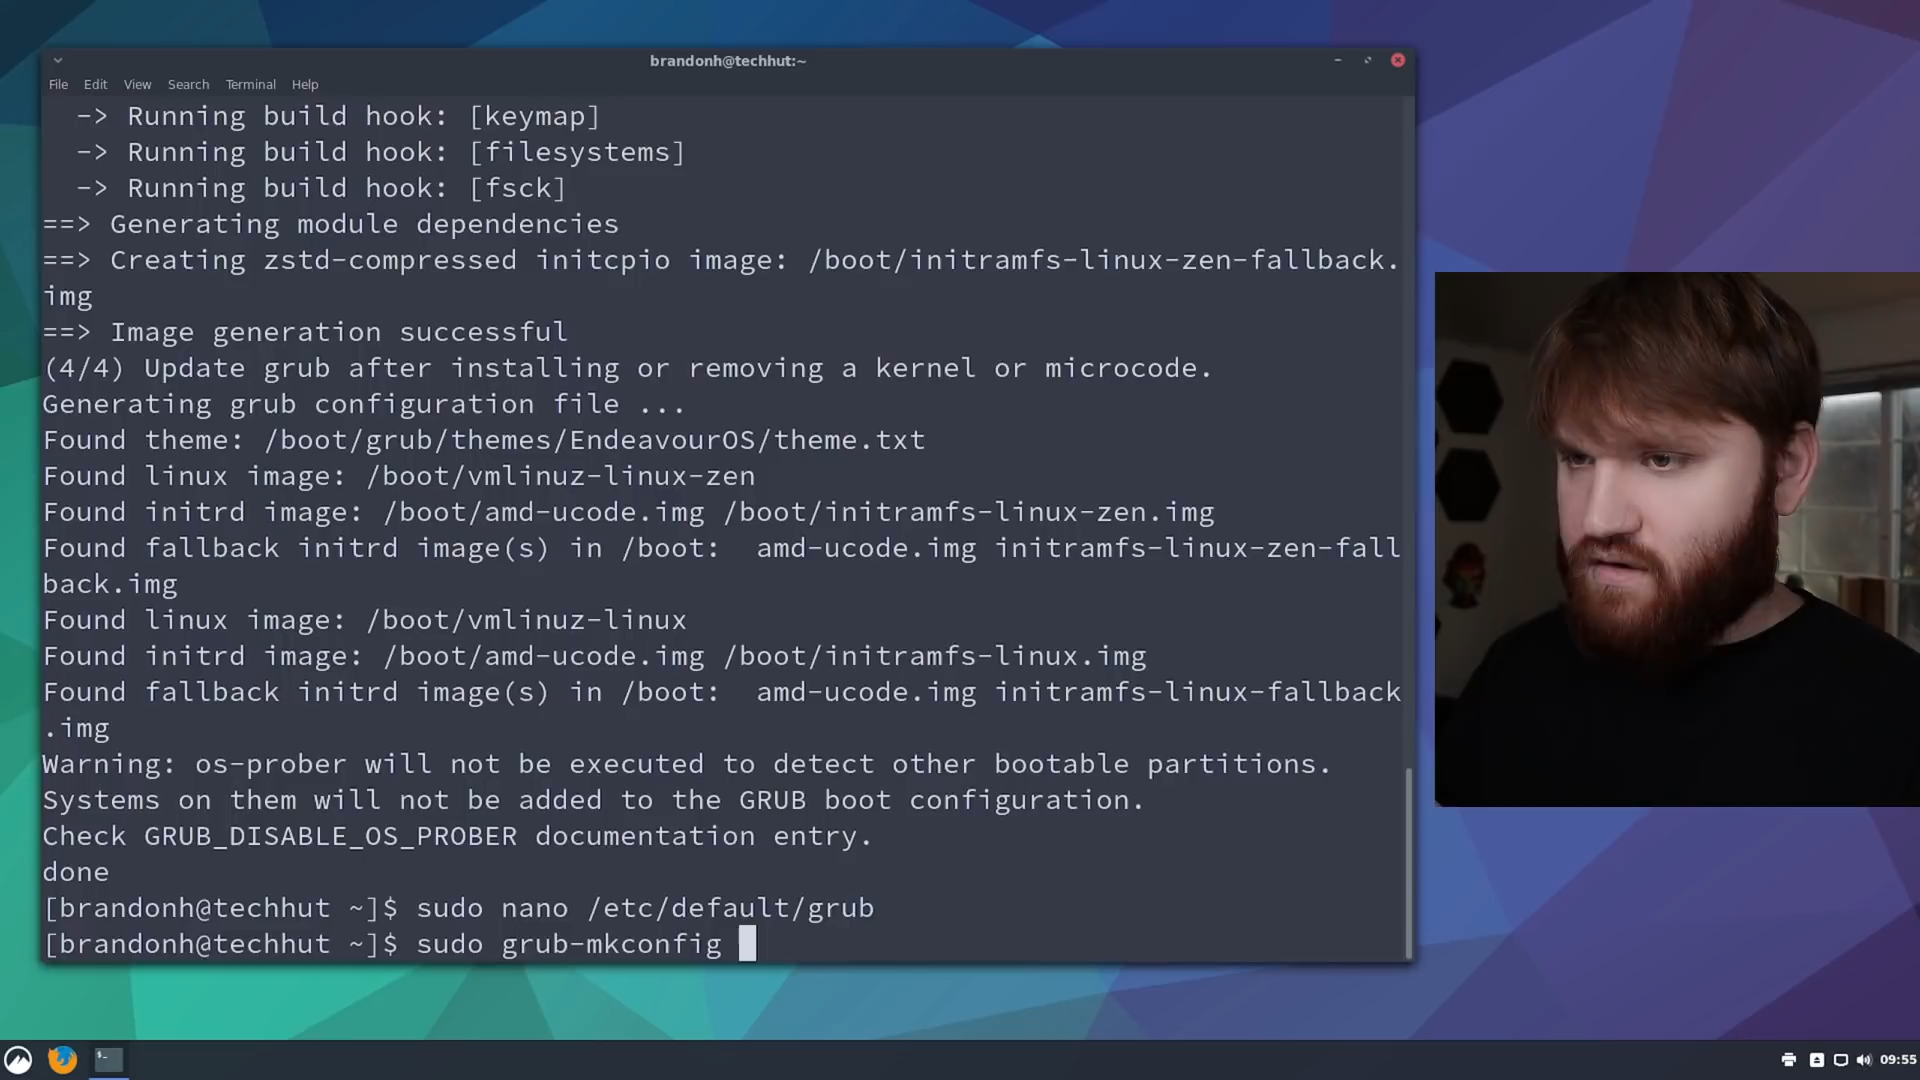 brandonh@techhut:~
File Edit View Search Terminal Help
-> Running build hook: [keymap]
-> Running build hook: [filesystems]
-> Running build hook: [fsck]
==> Generating module dependencies
==> Creating zstd-compressed initcpio image: /boot/initramfs-linux-zen-fallback.
img
==> Image generation successful
(4/4) Update grub after installing or removing a kernel or microcode.
Generating grub configuration file ...
Found theme: /boot/grub/themes/EndeavourOS/theme.txt
Found linux image: /boot/vmlinuz-linux-zen
Found initrd image: /boot/amd-ucode.img /boot/initramfs-linux-zen.img
Found fallback initrd image(s) in /boot:  amd-ucode.img initramfs-linux-zen-fall
back.img
Found linux image: /boot/vmlinuz-linux
Found initrd image: /boot/amd-ucode.img /boot/initramfs-linux.img
Found fallback initrd image(s) in /boot:  amd-ucode.img initramfs-linux-fallback
.img
Warning: os-prober will not be executed to detect other bootable partitions.
Systems on them will not be added to the GRUB boot configuration.
Check GRUB_DISABLE_OS_PROBER documentation entry.
done
[brandonh@techhut ~]$ sudo nano /etc/default/grub
[brandonh@techhut ~]$ sudo grub-mkconfig
09:55